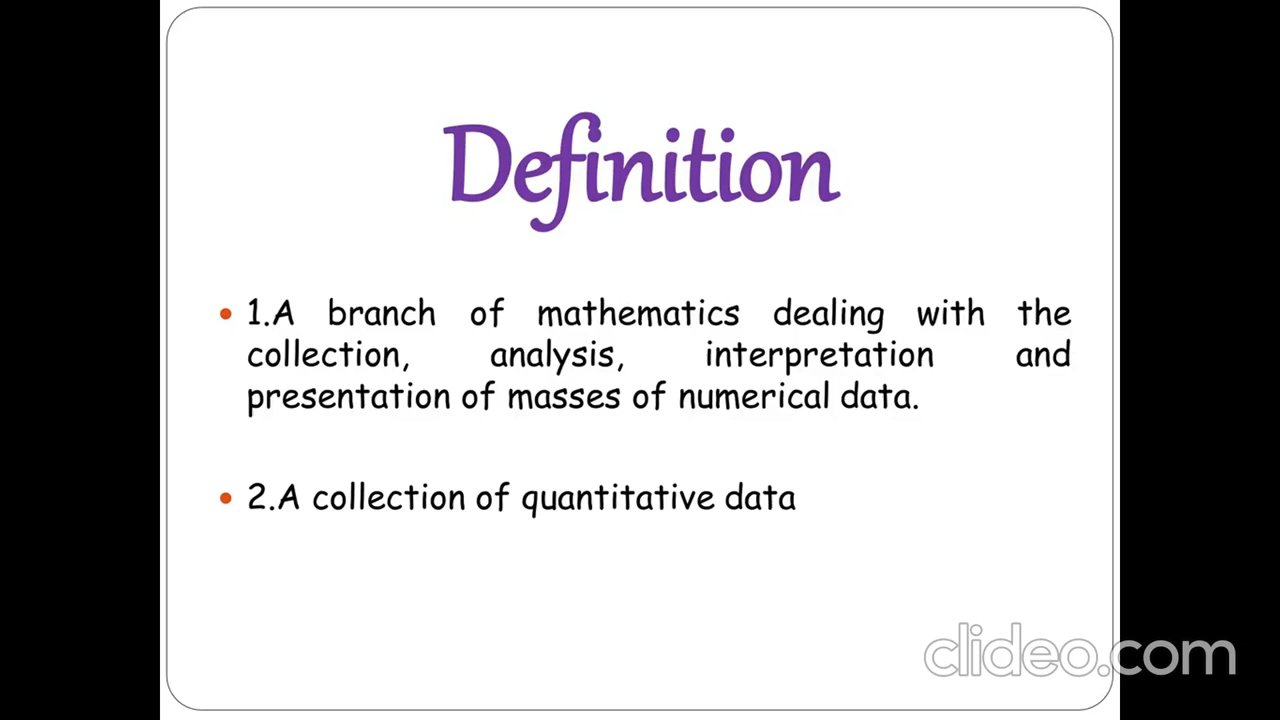 Definition
1.A branch of mathematics dealing with the
collection, analysis, interpretation and
presentation of masses of numerical data.
2.A collection of quantitative data
clideo.com